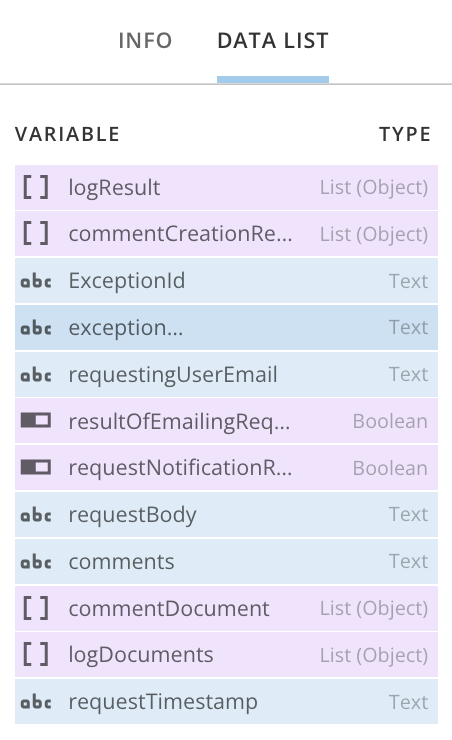 INFO DATA LIST
VARIABLE TYPE
[ ] logResult List (Object)
[ ] commentCreationRe... List (Object)
abc ExceptionId Text
abc exception... Text
abc requestingUserEmail Text
resultOfEmailingReq... Boolean
requestNotificationR... Boolean
abc requestBody Text
abc comments Text
[ ] commentDocument List (Object)
[ ] logDocuments List (Object)
abc requestTimestamp Text